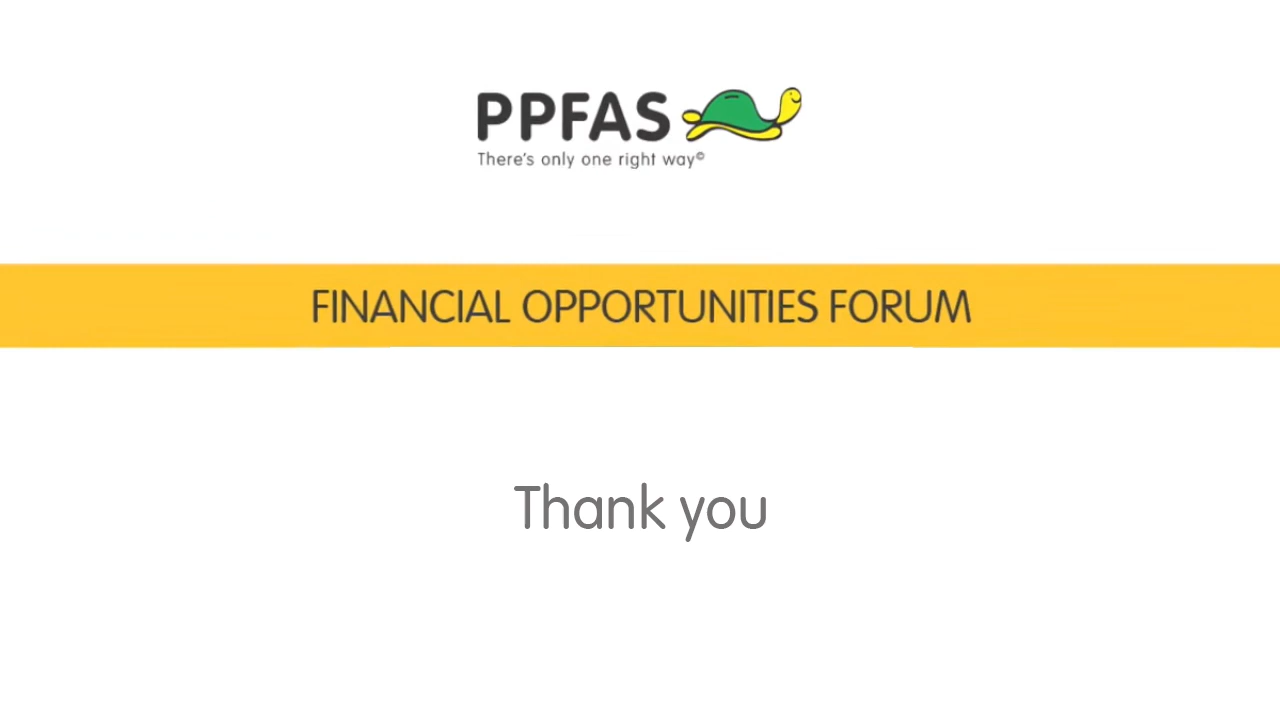 PPFAS
There's only one right way©
FINANCIAL OPPORTUNITIES FORUM
Thank you